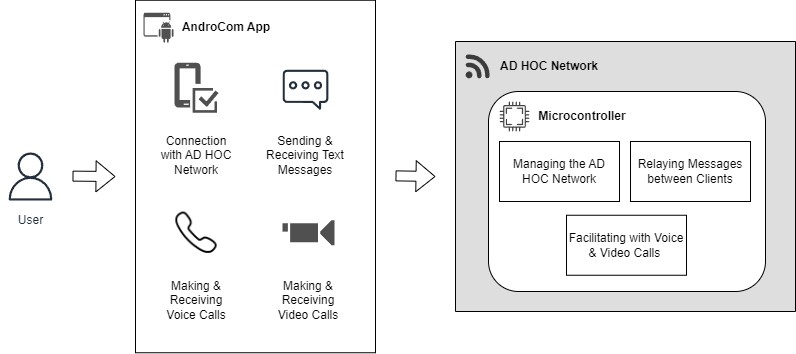 User
AndroCom App
Connection
with AD HOC
Network
Sending &
Receiving Text
Messages
Making &
Receiving
Voice Calls
Making &
Receiving
Video Calls
AD HOC Network
Microcontroller
Managing the AD
HOC Network
Relaying Messages
between Clients
Facilitating with Voice
& Video Calls